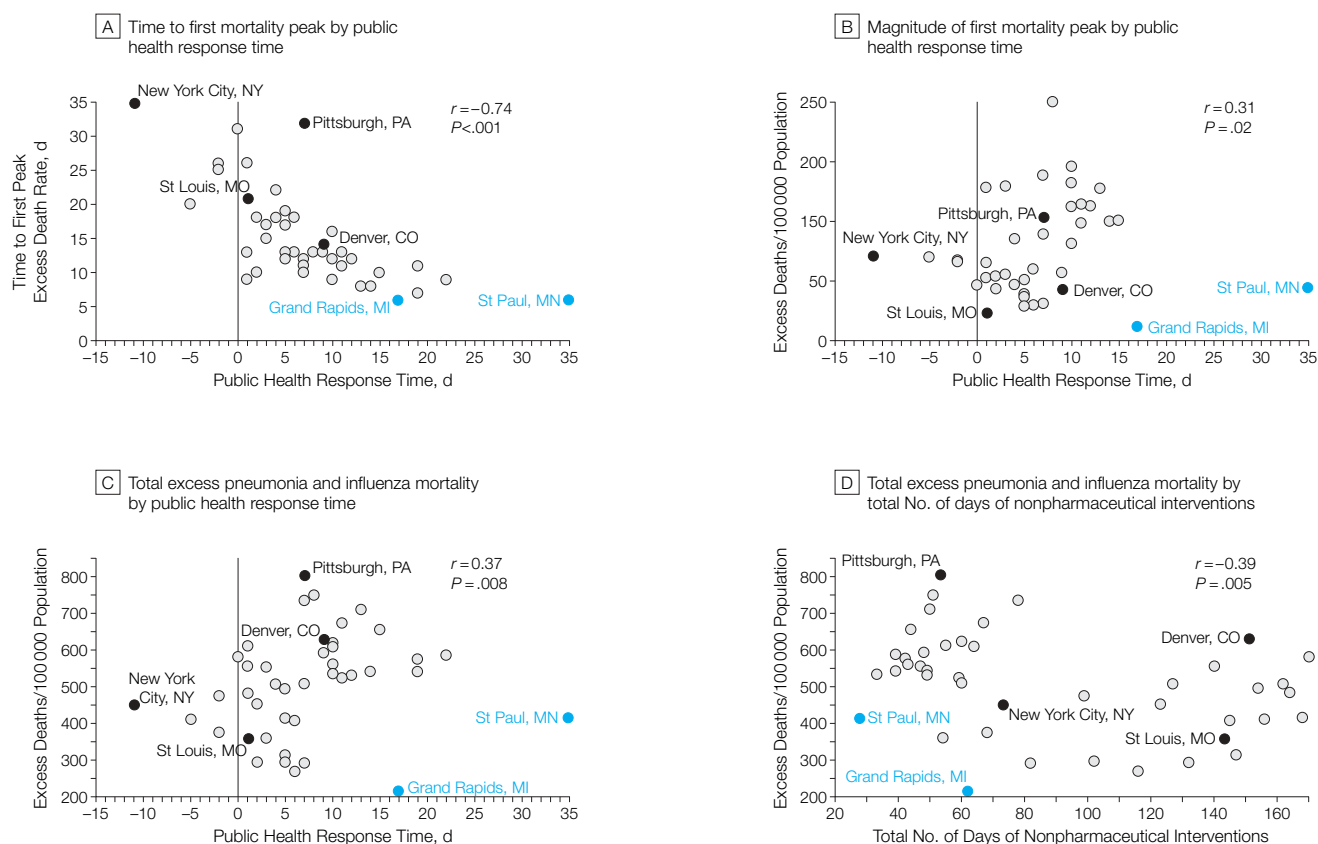 A Time to first mortality peak by public
health response time
New York City, NY
Pittsburgh, PA
St Louis, MO
Denver, CO
Grand Rapids, MI
St Paul, MN
r=−0.74
P<.001
35
30
25
20
15
10
5
0
Time to First Peak
Excess Death Rate, d
−15 −10 −5 0 5 10 15 20 25 30 35
Public Health Response Time, d
B Magnitude of first mortality peak by public
health response time
r=0.31
P=.02
Pittsburgh, PA
New York City, NY
Denver, CO
St Louis, MO
St Paul, MN
Grand Rapids, MI
250
200
150
50
50
0
Excess Deaths/100 000 Population
−15 −10 −5 0 5 10 15 20 25 30 35
Public Health Response Time, d
C Total excess pneumonia and influenza mortality
by public health response time
Pittsburgh, PA
r=0.37
P=.008
Denver, CO
New York
City, NY
St Louis, MO
St Paul, MN
Grand Rapids, MI
800
700
600
500
400
300
200
Excess Deaths/100 000 Population
−15 −10 −5 0 5 10 15 20 25 30 35
Public Health Response Time, d
D Total excess pneumonia and influenza mortality by
total No. of days of nonpharmaceutical interventions
Pittsburgh, PA
r=−0.39
P=.005
Denver, CO
St Paul, MN
New York City, NY
St Louis, MO
Grand Rapids, MI
800
700
600
500
400
300
200
Excess Deaths/100 000 Population
20 40 60 80 100 120 140 160
Total No. of Days of Nonpharmaceutical Interventions